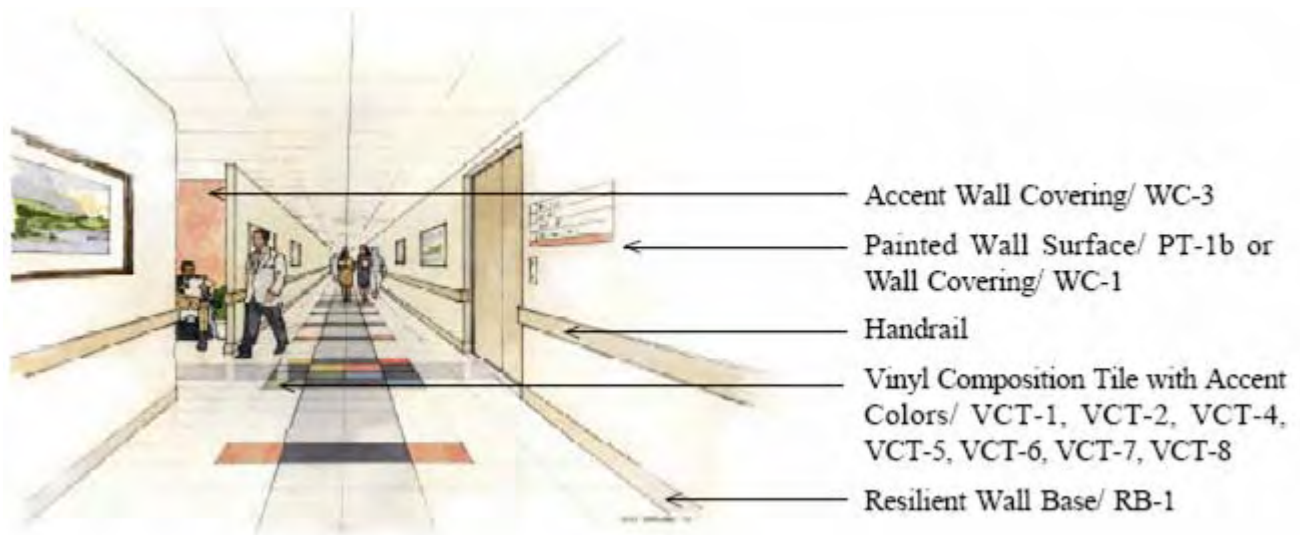 Accent Wall Covering/ WC-3
Painted Wall Surface/ PT-1b or
Wall Covering/ WC-1
Handrail
Vinyl Composition Tile with Accent
Colors/ VCT-1, VCT-2, VCT-4,
VCT-5, VCT-6, VCT-7, VCT-8
Resilient Wall Base/ RB-1